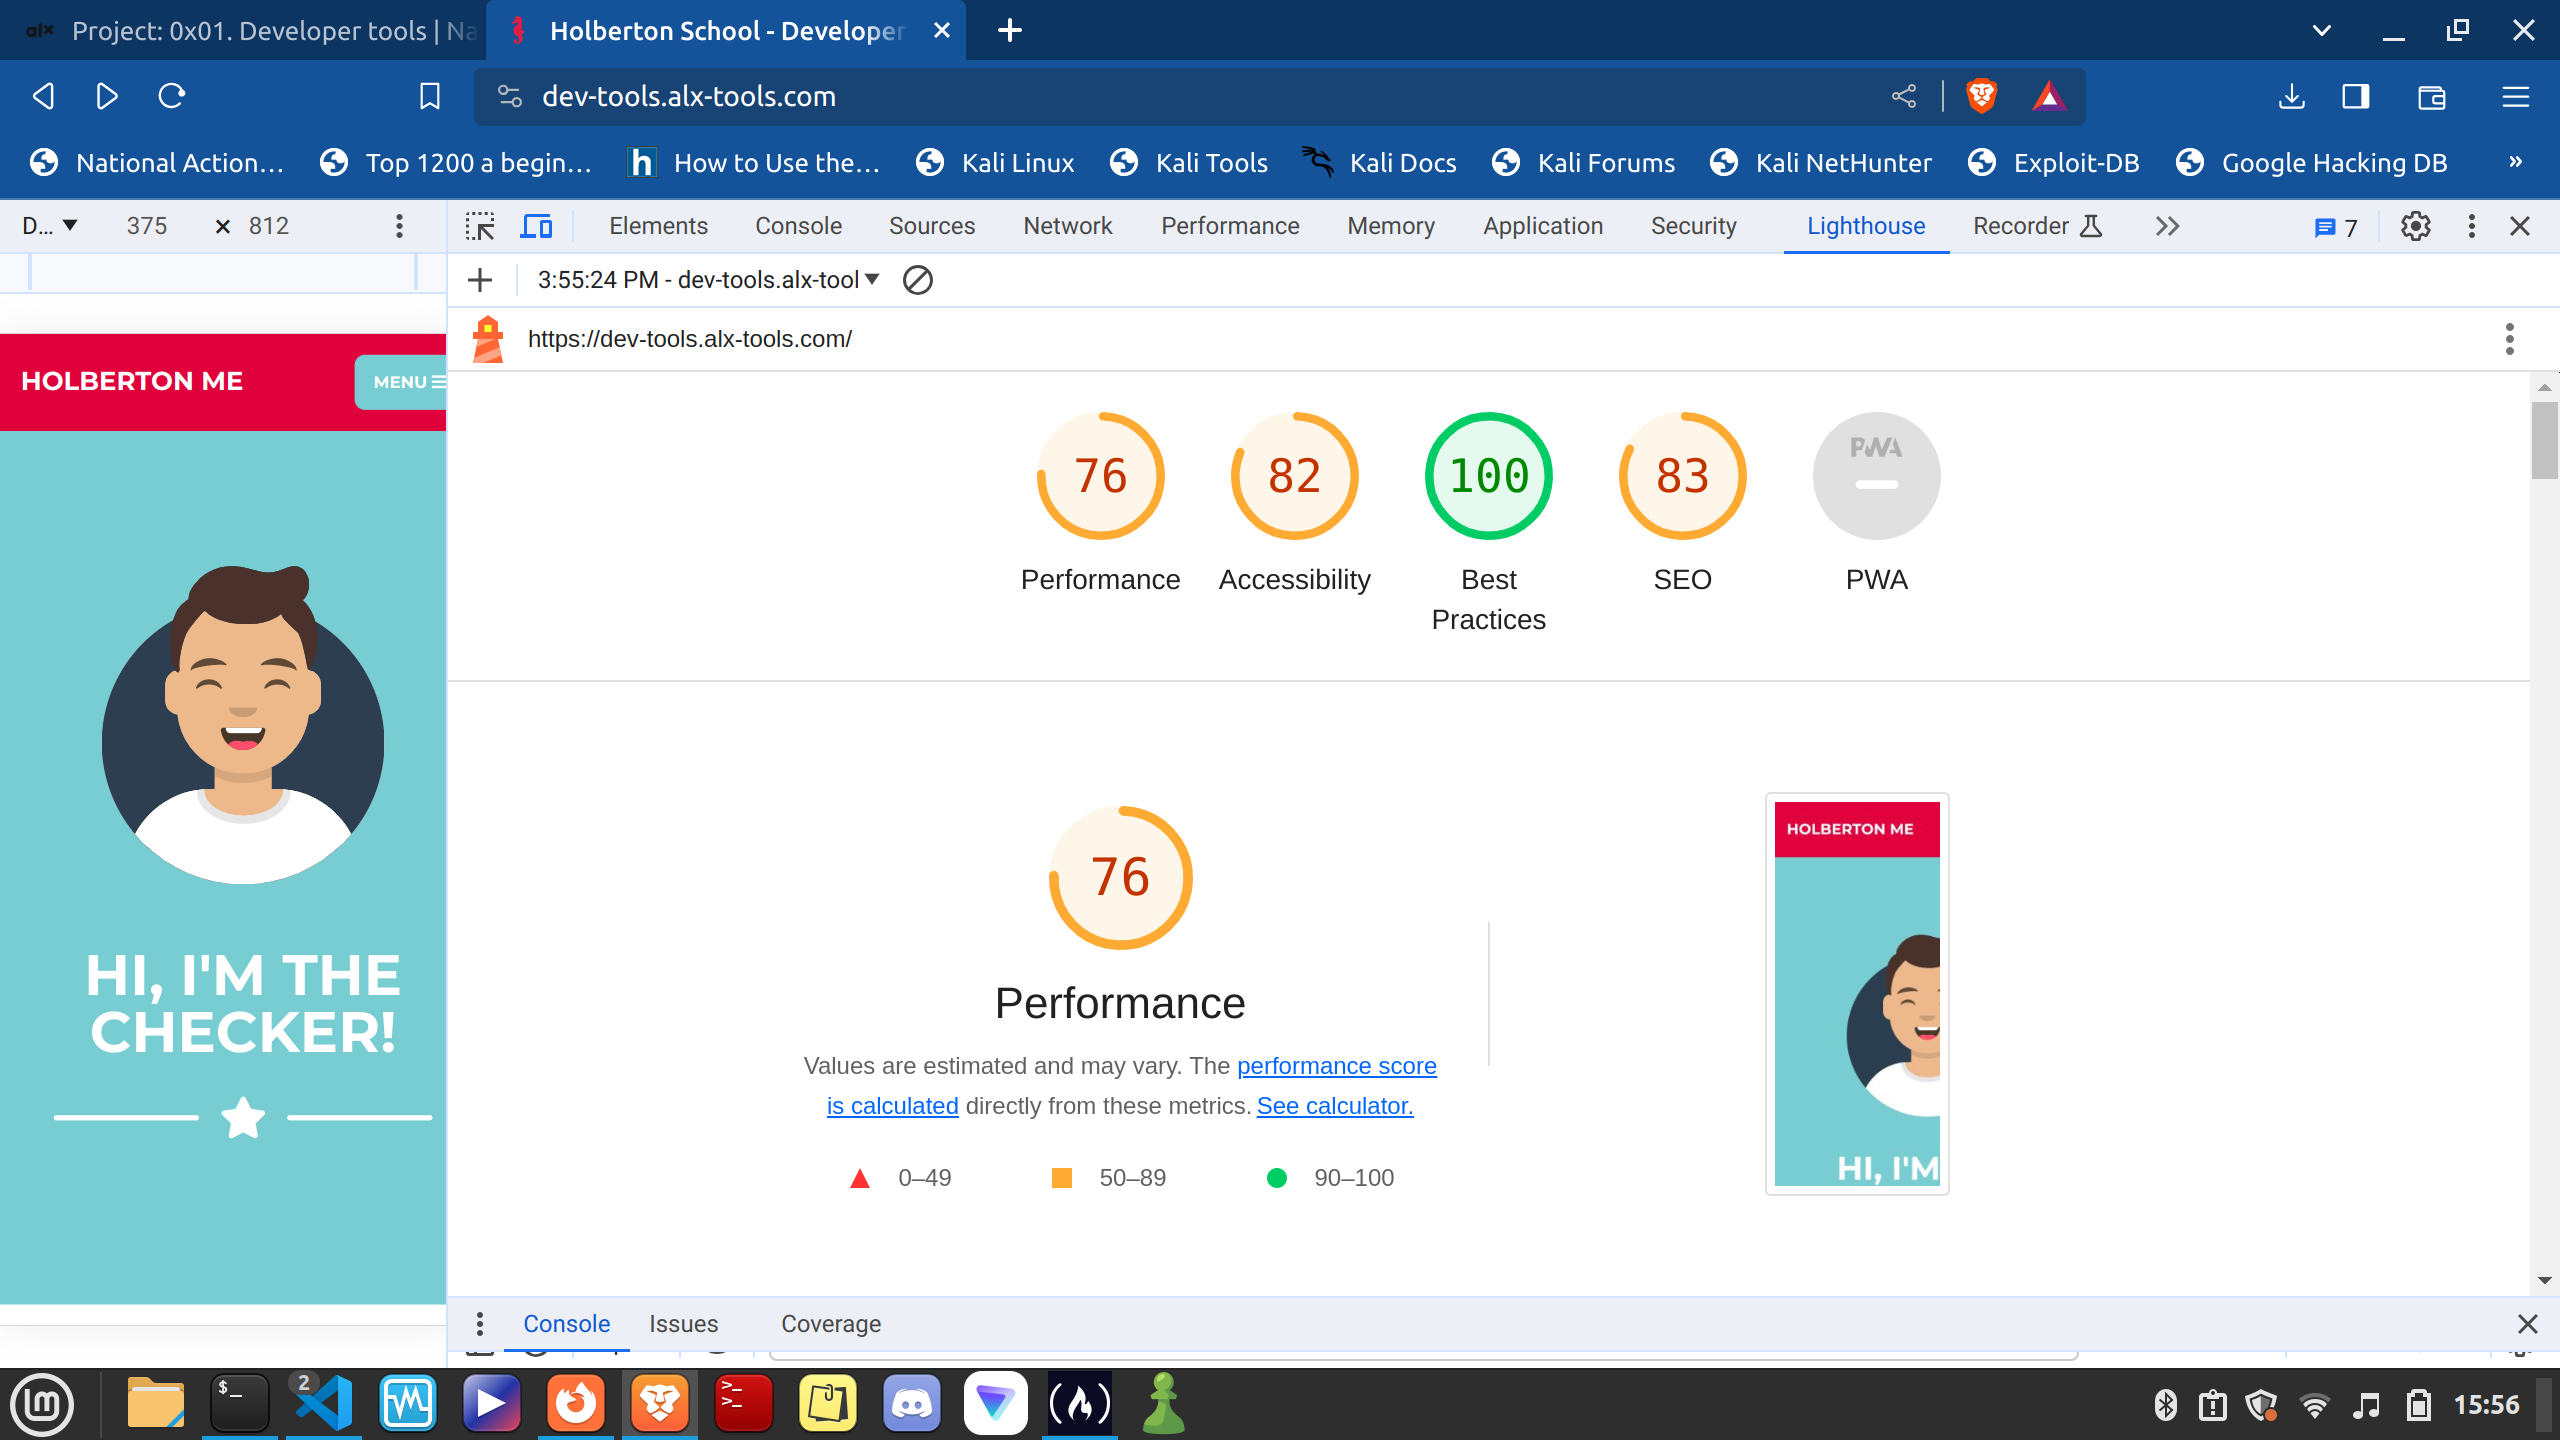 alx Project: 0x01. Developer tools | Na
Holberton School - Developer
dev-tools.alx-tools.com
National Action…
Top 1200 a begin…
h How to Use the…
Kali Linux
Kali Tools
Kali Docs
Kali Forums
Kali NetHunter
Exploit-DB
Google Hacking DB
»
D… 375 × 812
Elements Console Sources Network Performance Memory Application Security Lighthouse Recorder 7
3:55:24 PM - dev-tools.alx-tool
https://dev-tools.alx-tools.com/
HOLBERTON ME
MENU
HI, I'M THE
CHECKER!
76 82 100 83 PWA
Performance Accessibility Best SEO PWA
Practices
76
Performance
Values are estimated and may vary. The performance score
is calculated directly from these metrics. See calculator.
0–49 50–89 90–100
HOLBERTON ME
HI, I'M
Console Issues Coverage
$_
2
>_
>_
15:56